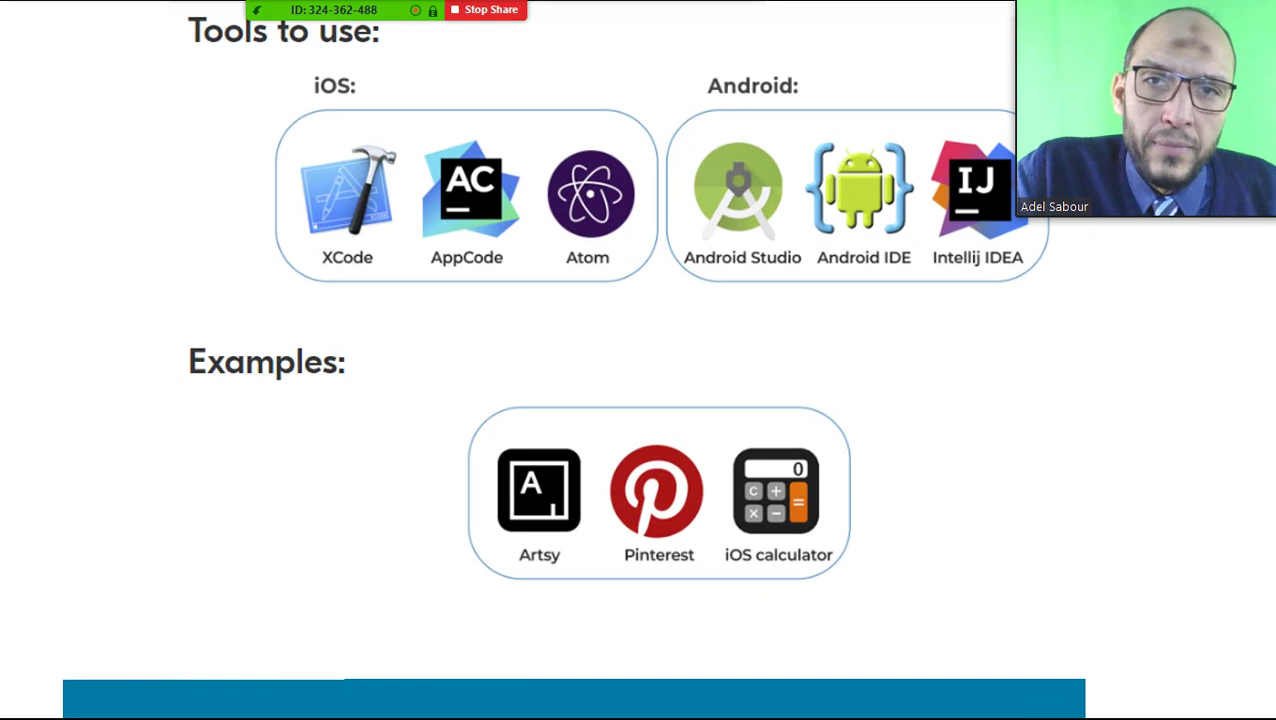 ID: 324-362-488
Stop Share
Tools to use:
iOS:
Android:
AC
IJ
XCode
AppCode
Atom
Android Studio
Android IDE
Intellij IDEA
Adel Sabour
Examples:
A
0
C + =
× −
Artsy
Pinterest
iOS calculator